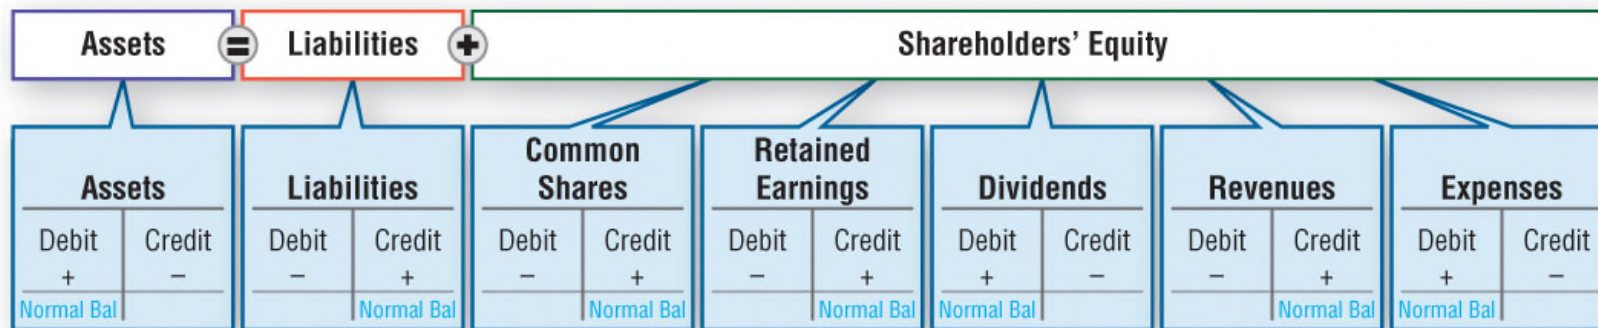 Assets = Liabilities + Shareholders’ Equity
Common Retained
Assets Liabilities Shares Earnings Dividends Revenues Expenses
Debit Credit Debit Credit Debit Credit Debit Credit Debit Credit Debit Credit Debit Credit
+ – – + – + – + + – – + + –
Normal Bal Normal Bal Normal Bal Normal Bal Normal Bal Normal Bal Normal Bal